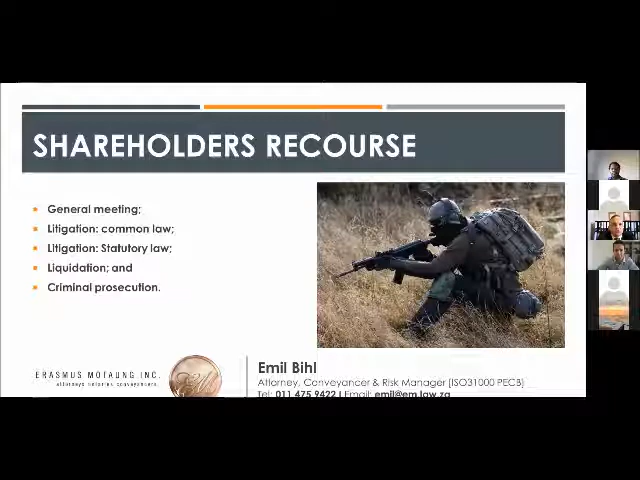 SHAREHOLDERS RECOURSE
General meeting;
Litigation: common law;
Litigation: Statutory law;
Liquidation; and
Criminal prosecution.
ERASMUS MOTAUNG INC.
attorneys notaries conveyancers.
Emil Bihl
Attorney, Conveyancer & Risk Manager (ISO31000 PECB)
Tel: 011 475 9422 | Email: emil@em.law.za